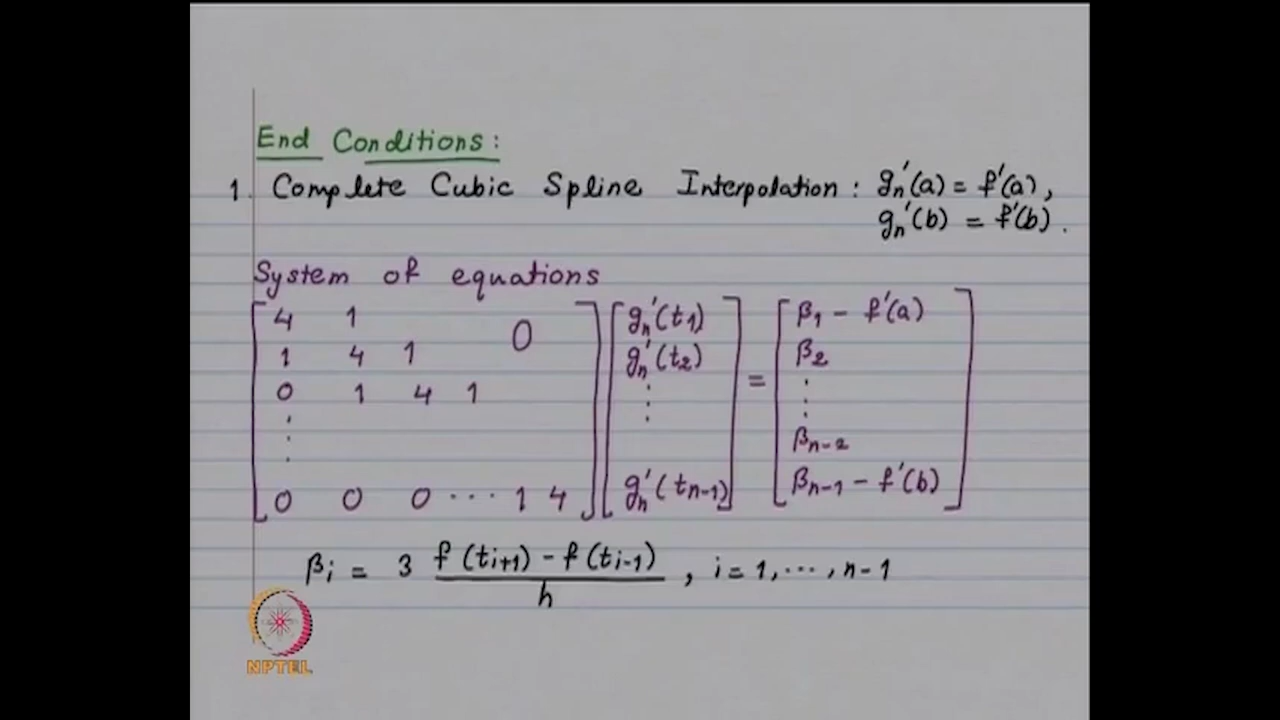 End Conditions:
1. Complete Cubic Spline Interpolation: gn'(a) = f'(a),
gn'(b) = f'(b).
System of equations
[ 4 1 0 ] [ gn'(t1) ] = [ β1 - f'(a) ]
1 4 1 gn'(t2) β2
0 1 4 1 ⋮ ⋮
⋮ βn-2
0 0 0 ... 1 4 gn'(tn-1) βn-1 - f'(b)
βi = 3 f(ti+1) - f(ti-1) / h , i = 1, ..., n-1
NPTEL